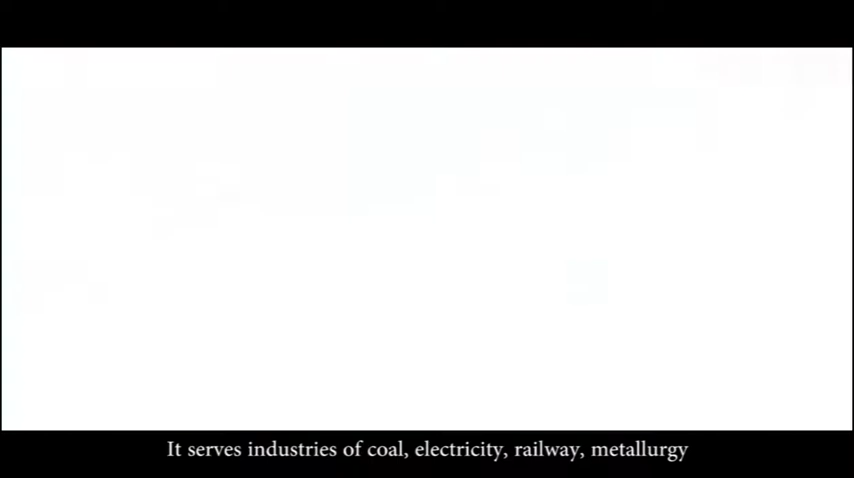 It serves industries of coal, electricity, railway, metallurgy